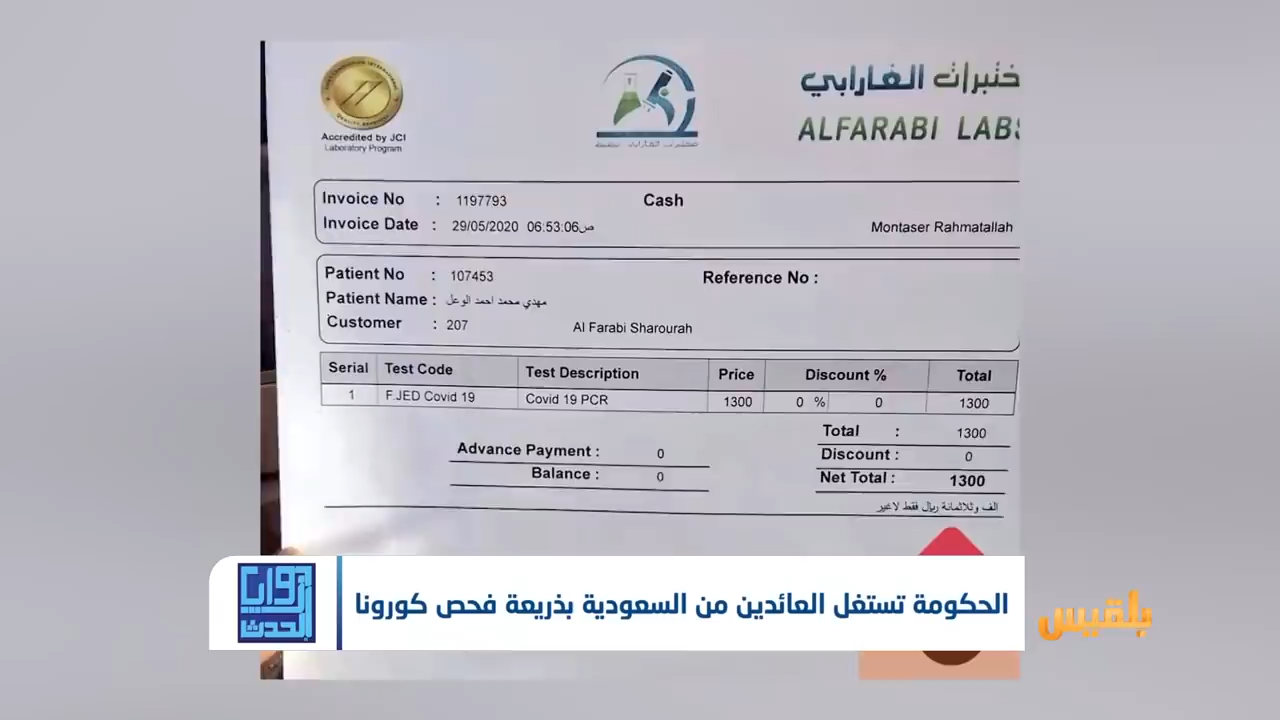 Accredited by JCI
Laboratory Program
ختبرات الفارابي
ALFARABI LABS
Invoice No : 1197793 Cash
Invoice Date : 29/05/2020 06:53:06ص
Montaser Rahmatallah
Patient No : 107453 Reference No :
Patient Name : مهدي محمد احمد الوعل
Customer : 207 Al Farabi Sharourah
Serial Test Code Test Description Price Discount % Total
1 F.JED Covid 19 Covid 19 PCR 1300 0 % 0 1300
Total : 1300
Advance Payment : 0
Discount : 0
Balance : 0
Net Total : 1300
الف وثلاثمائة ريال فقط لاغير
الحكومة تستغل العائدين من السعودية بذريعة فحص كورونا
بلقيس